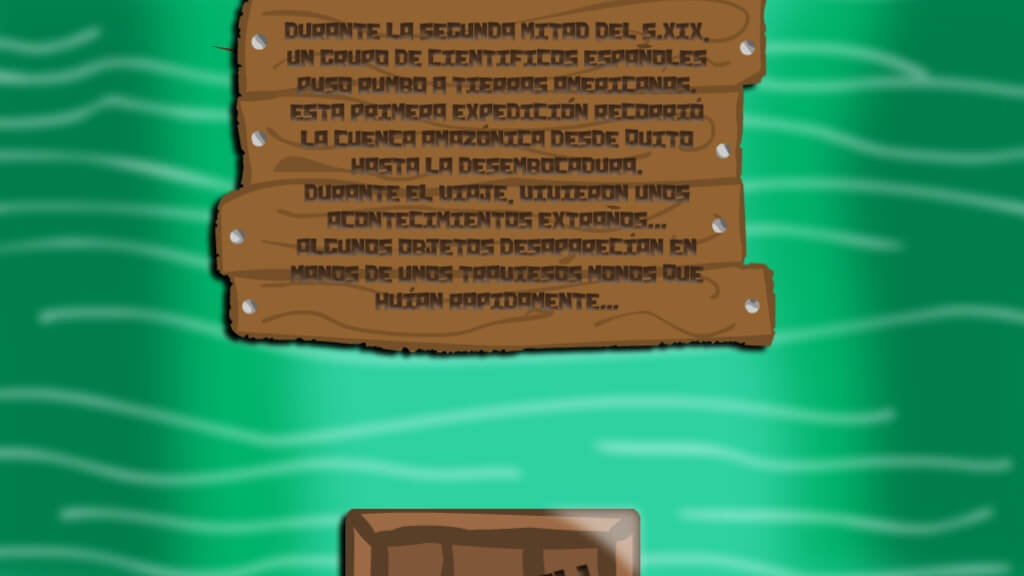 DURANTE LA SEGUNDA MITAD DEL S.XIX,
UN GRUPO DE CIENTIFICOS ESPAÑOLES
PUSO RUMBO A TIERRAS AMERICANAS.
ESTA PRIMERA EXPEDICIÓN RECORRIÓ
LA CUENCA AMAZÓNICA DESDE QUITO
HASTA LA DESEMBOCADURA.
DURANTE EL VIAJE, VIVIERON UNOS
ACONTECIMIENTOS EXTRAÑOS...
ALGUNOS OBJETOS DESAPARECÍAN EN
MANOS DE UNOS TRAVIESOS MONOS QUE
HUÍAN RAPIDAMENTE...